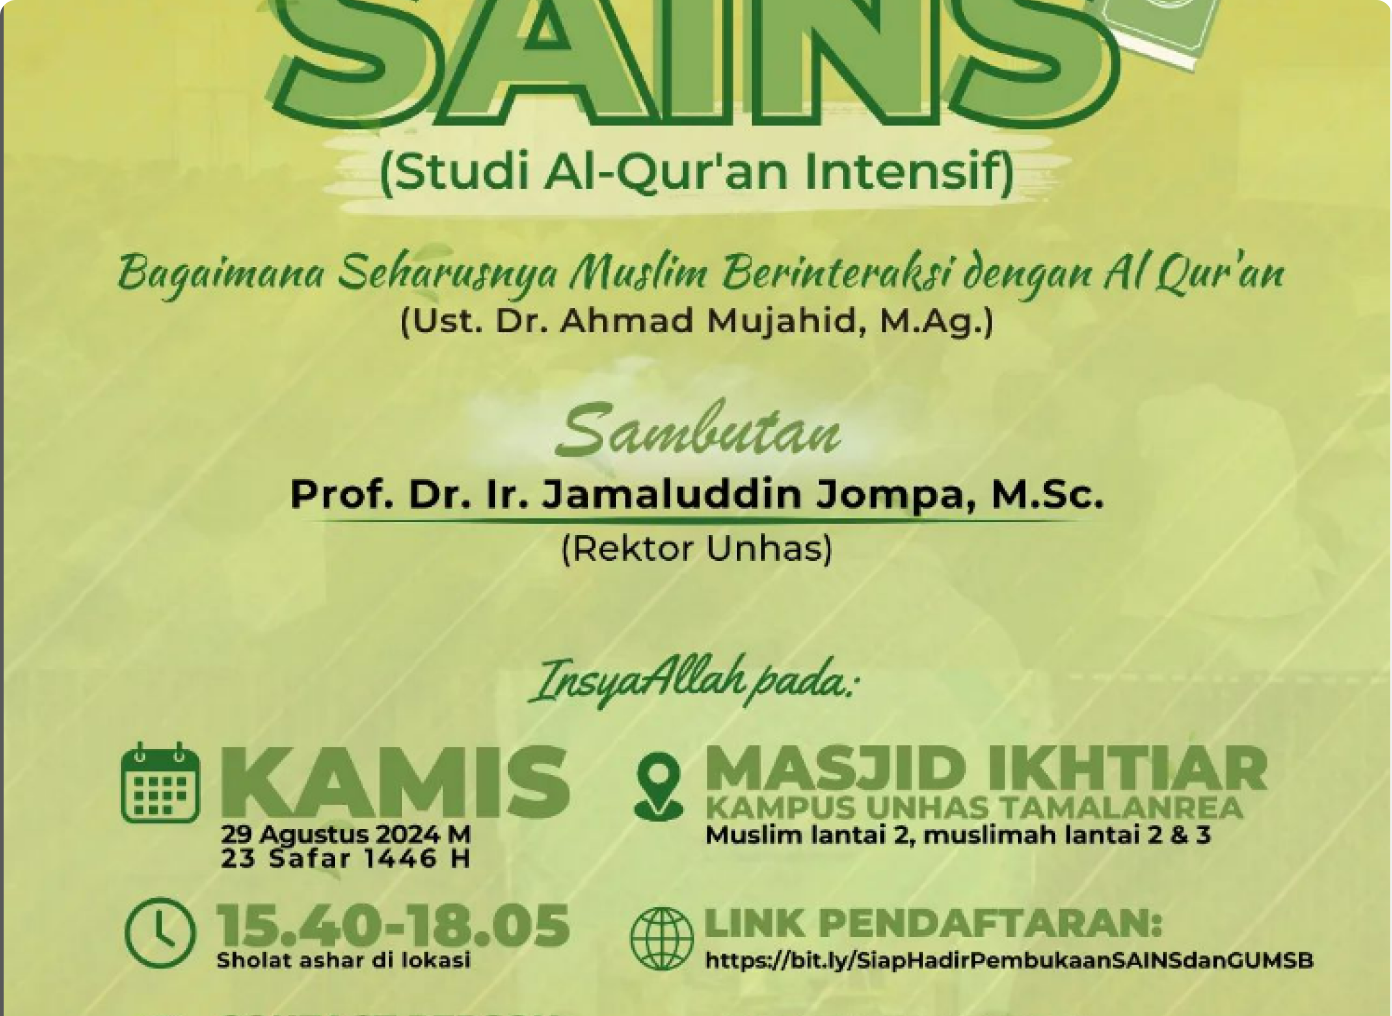 SAINS
(Studi Al-Qur'an Intensif)
Bagaimana Seharusnya Muslim Berinteraksi dengan Al Qur'an
(Ust. Dr. Ahmad Mujahid, M.Ag.)
Sambutan
Prof. Dr. Ir. Jamaluddin Jompa, M.Sc.
(Rektor Unhas)
InsyaAllah pada:
KAMIS
29 Agustus 2024 M
23 Safar 1446 H
MASJID IKHTIAR
KAMPUS UNHAS TAMALANREA
Muslim lantai 2, muslimah lantai 2 & 3
15.40-18.05
Sholat ashar di lokasi
LINK PENDAFTARAN:
https://bit.ly/SiapHadirPembukaanSAINSdanGUMSB